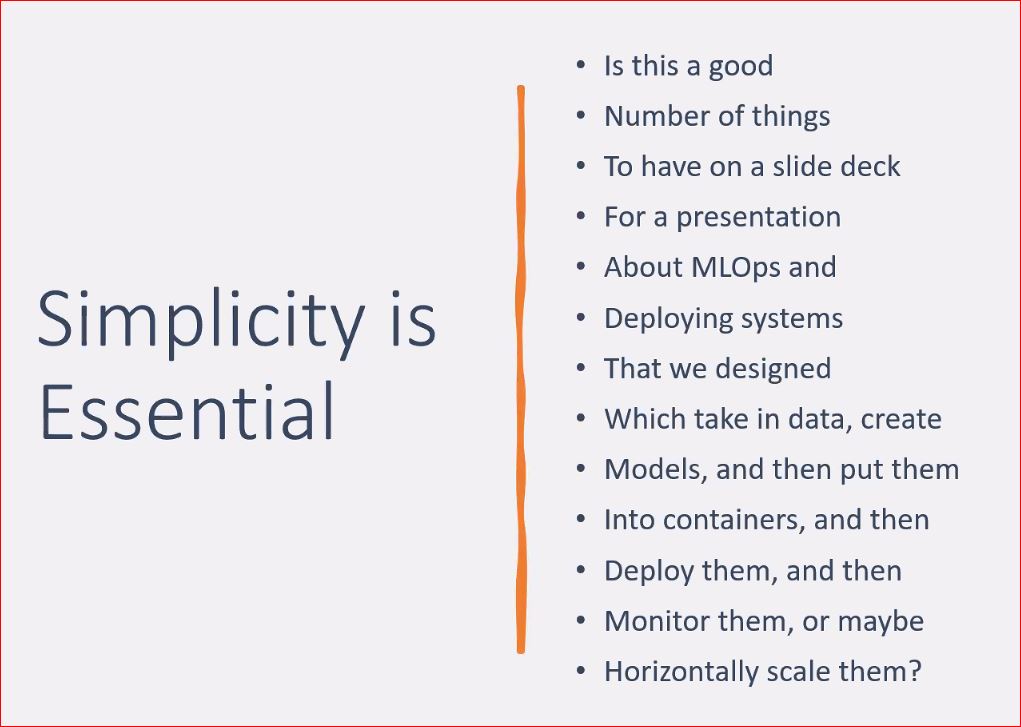 Simplicity is
Essential
• Is this a good
• Number of things
• To have on a slide deck
• For a presentation
• About MLOps and
• Deploying systems
• That we designed
• Which take in data, create
• Models, and then put them
• Into containers, and then
• Deploy them, and then
• Monitor them, or maybe
• Horizontally scale them?